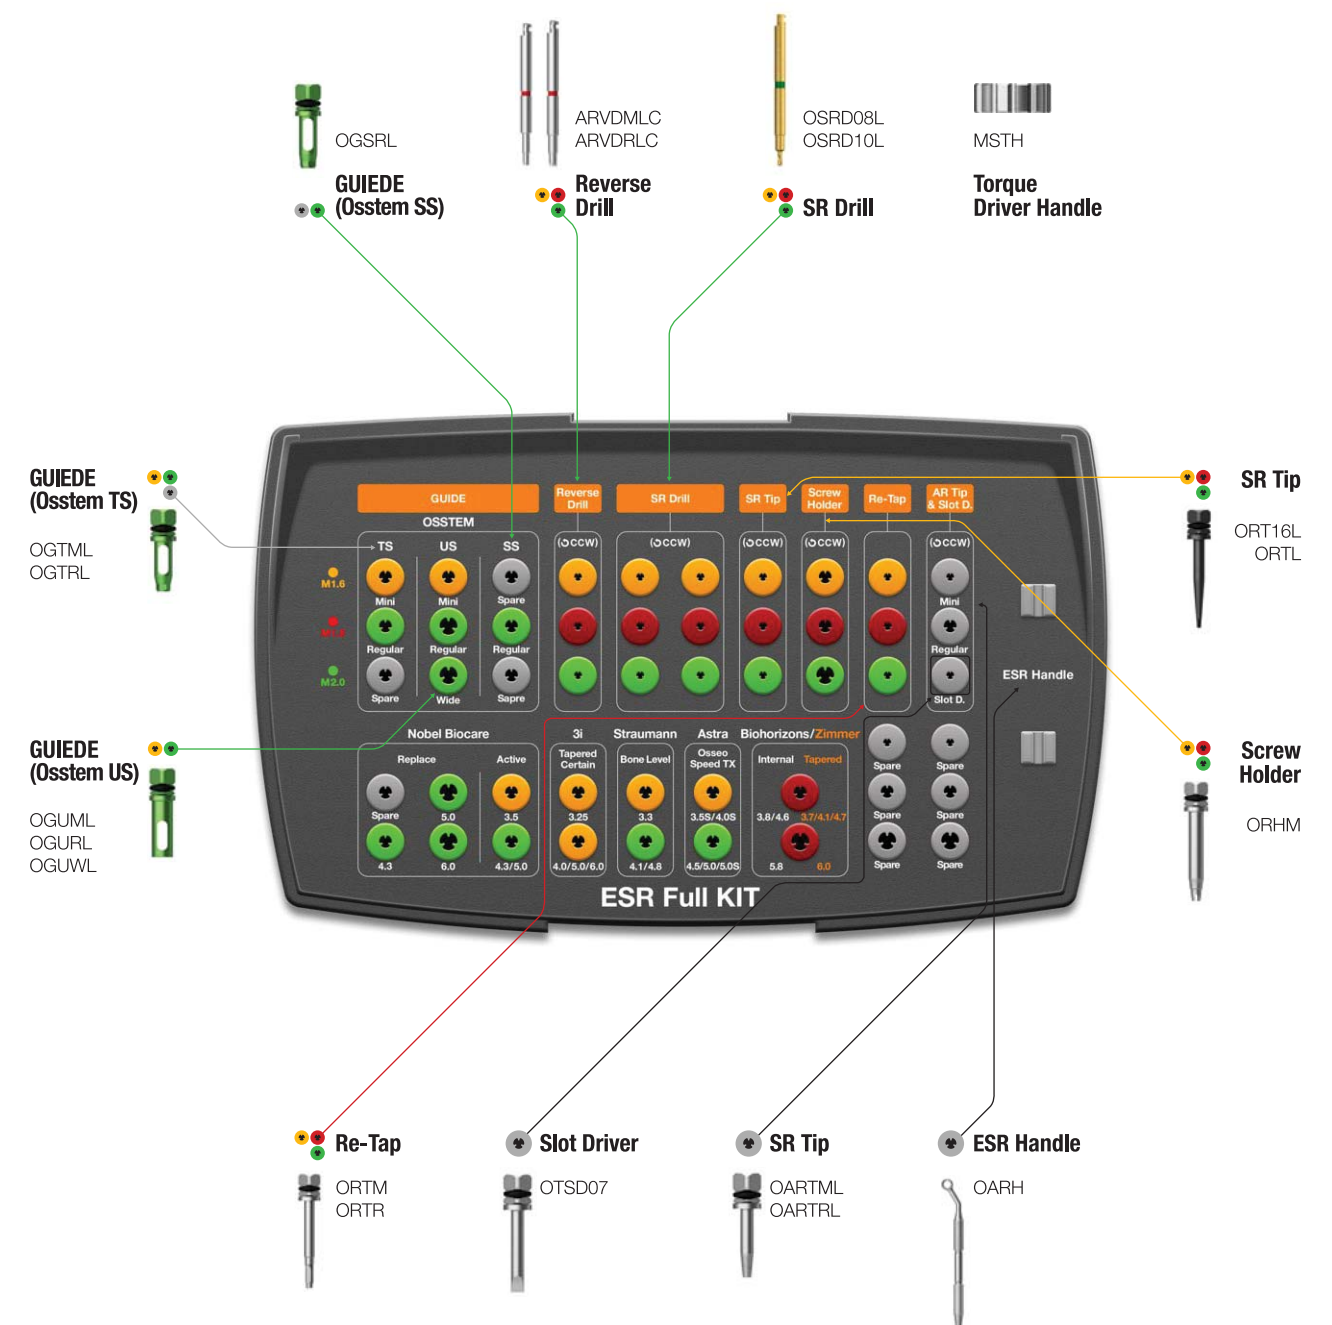 OGSRL
GUIEDE
(Osstem SS)
ARVDMLC
ARVDRLC
Reverse
Drill
OSRD08L
OSRD10L
SR Drill
MSTH
Torque
Driver Handle
GUIEDE
(Osstem TS)
OGTML
OGTRL
GUIEDE
(Osstem US)
OGUML
OGURL
OGUWL
SR Tip
ORT16L
ORTL
Screw
Holder
ORHM
GUIDE
Reverse
Drill
SR Drill
SR Tip
Screw
Holder
Re-Tap
AR Tip
& Slot D.
OSSTEM
TS US SS
(CCW) (CCW) (CCW) (CCW) (CCW)
M1.6
Mini Mini Spare Mini
Regular Regular Regular Regular
M2.0
Spare Wide Sapre Slot D.
ESR Handle
Nobel Biocare 3i Straumann Astra Biohorizons/Zimmer
Replace Active
Tapered
Certain
Bone Level
Osseo
Speed TX
Internal Tapered
Spare 5.0 3.5 3.25 3.3 3.5S/4.0S 3.8/4.6 3.7/4.1/4.7
4.3 6.0 4.3/5.0 4.0/5.0/6.0 4.1/4.8 4.5/5.0/5.0S 5.8 6.0
Spare Spare
Spare Spare
Spare Spare
ESR Full KIT
Re-Tap
ORTM
ORTR
Slot Driver
OTSD07
SR Tip
OARTML
OARTRL
ESR Handle
OARH